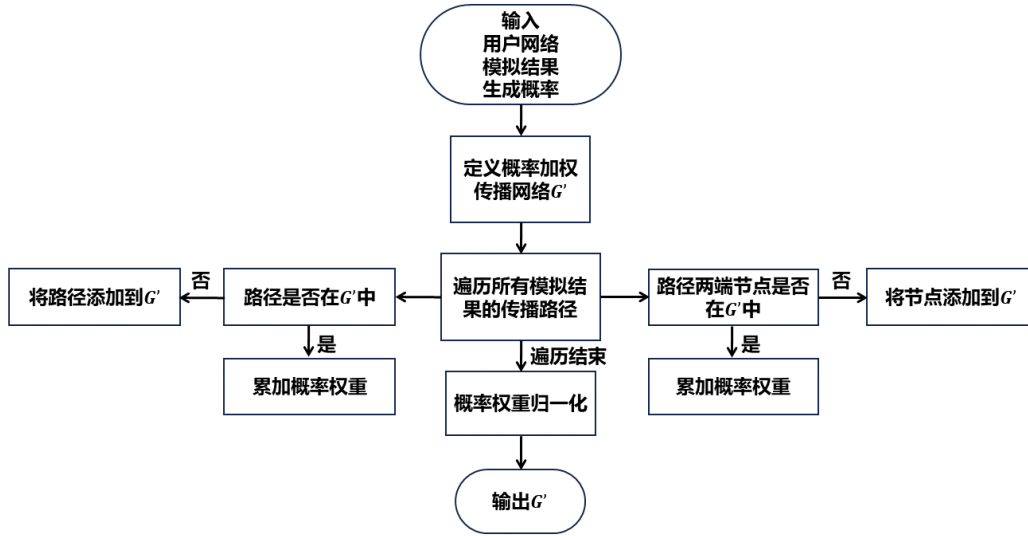 输入
用户网络
模拟结果
生成概率
定义概率加权
传播网络G’
将路径添加到G’
否
路径是否在G’中
遍历所有模拟结
果的传播路径
路径两端节点是否
在G’中
否
将节点添加到G’
是
遍历结束
是
累加概率权重
概率权重归一化
累加概率权重
输出G’